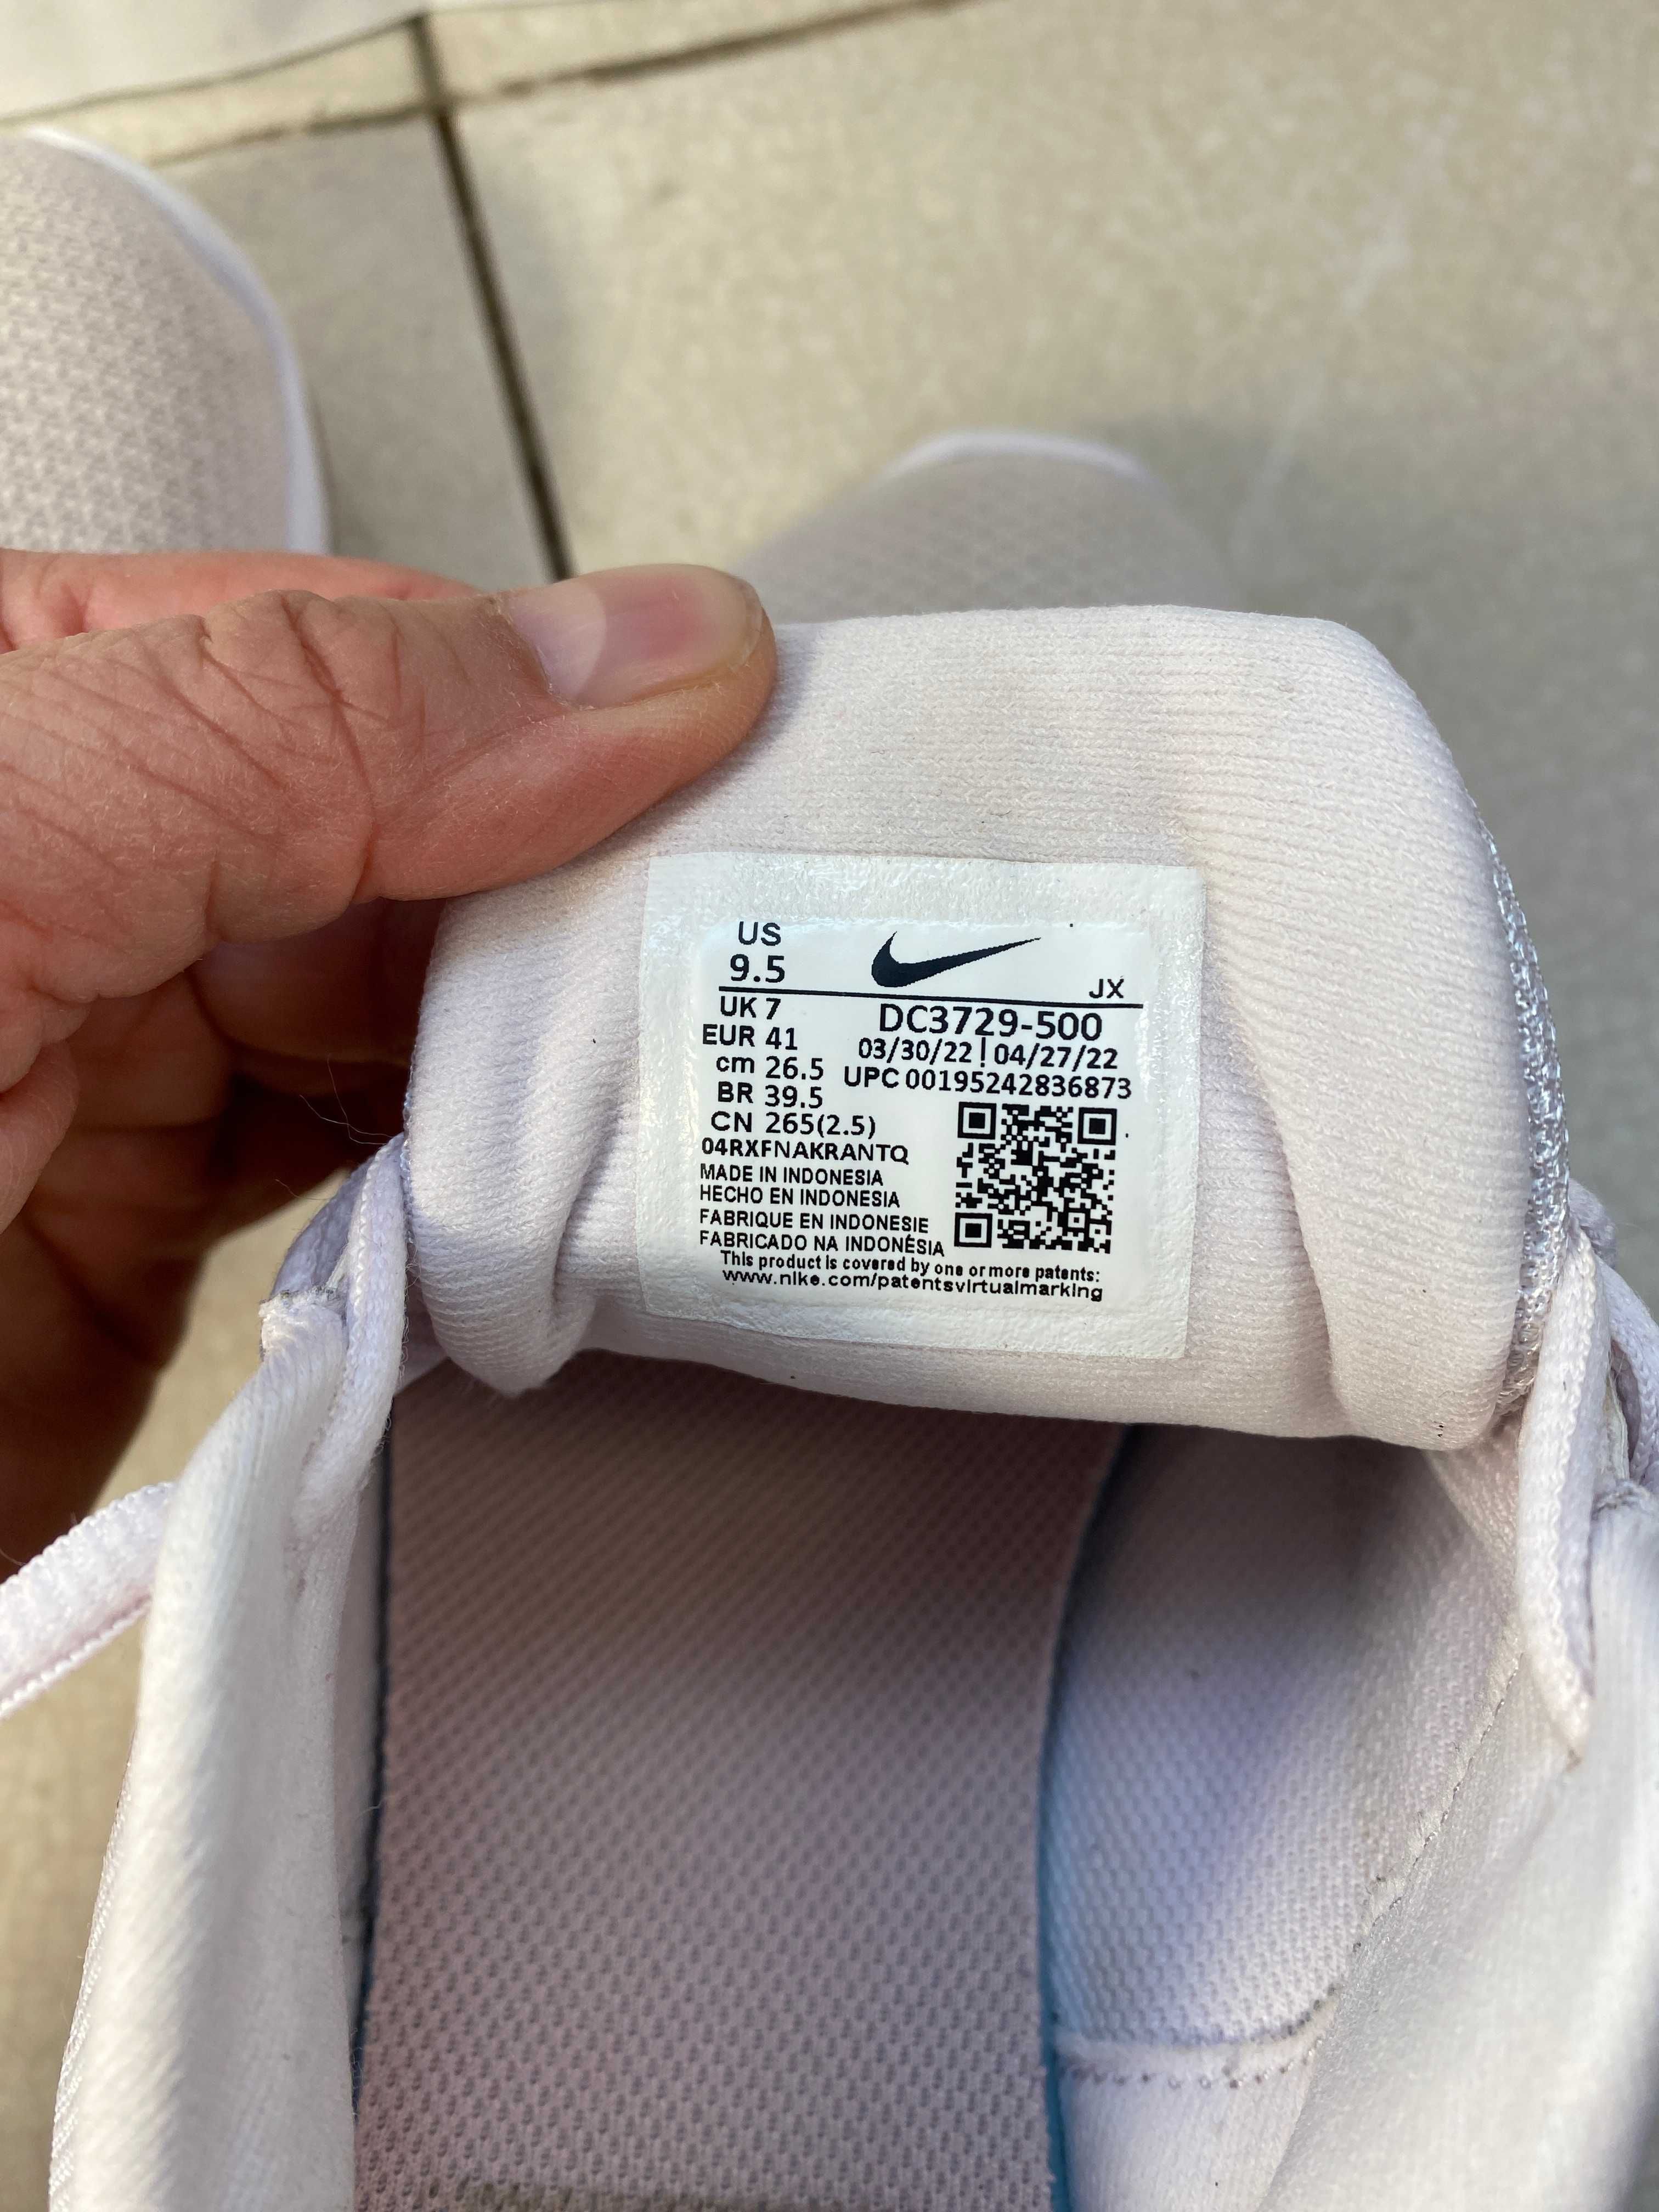 US
9.5
JX
UK 7
DC3729-500
EUR 41
03/30/22 | 04/27/22
cm 26.5
UPC 00195242836873
BR 39.5
CN 265(2.5)
04RXFNAKRANTQ
MADE IN INDONESIA
HECHO EN INDONESIA
FABRIQUE EN INDONESIE
FABRICADO NA INDONÉSIA
This product is covered by one or more patents:
www.nike.com/patentsvirtualmarking